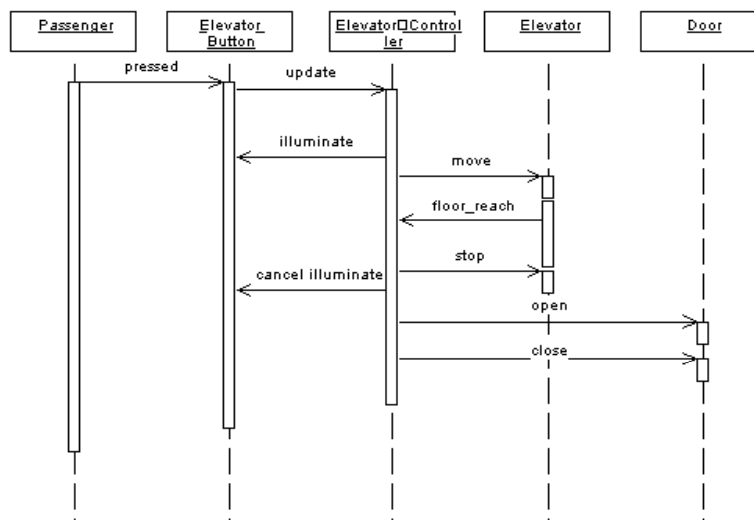 Passenger
Elevator
Button
Elevator□Control
ler
Elevator
Door
pressed
update
illuminate
move
floor_reach
stop
cancel illuminate
open
close